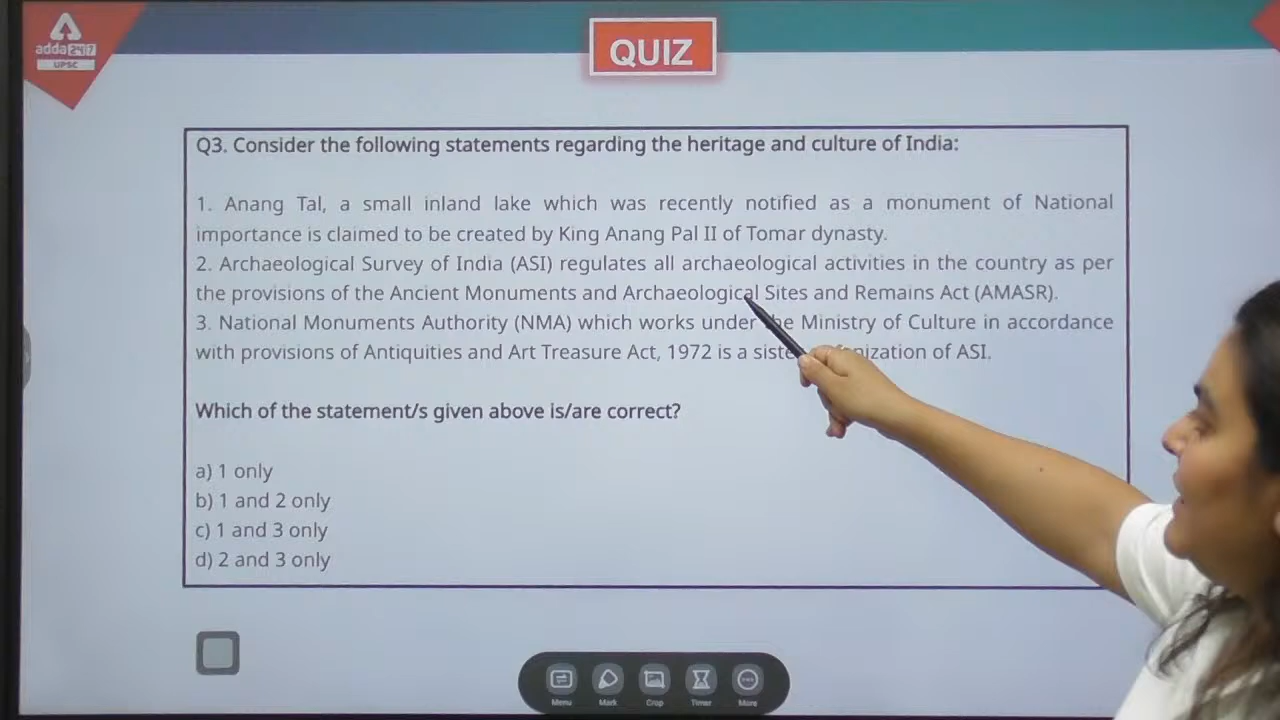 adda 247
UPSC
QUIZ
Q3. Consider the following statements regarding the heritage and culture of India:
1. Anang Tal, a small inland lake which was recently notified as a monument of National
importance is claimed to be created by King Anang Pal II of Tomar dynasty.
2. Archaeological Survey of India (ASI) regulates all archaeological activities in the country as per
the provisions of the Ancient Monuments and Archaeological Sites and Remains Act (AMASR).
3. National Monuments Authority (NMA) which works under the Ministry of Culture in accordance
with provisions of Antiquities and Art Treasure Act, 1972 is a of ASI.
Which of the statement/s given above is/are correct?
a) 1 only
b) 1 and 2 only
c) 1 and 3 only
d) 2 and 3 only
Menu Mark Crop Timer More